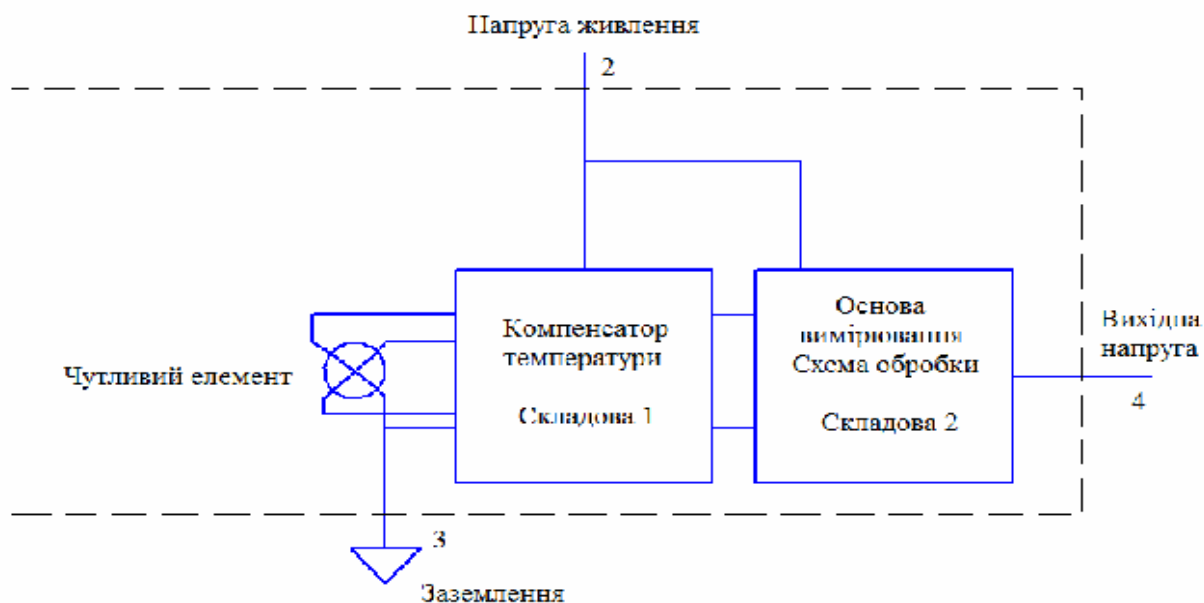 Напруга живлення
2
Компенсатор
температури
Складова 1
Основа
вимірювання
Схема обробки
Складова 2
Вихідна
напруга
4
Чутливий елемент
3
Заземлення